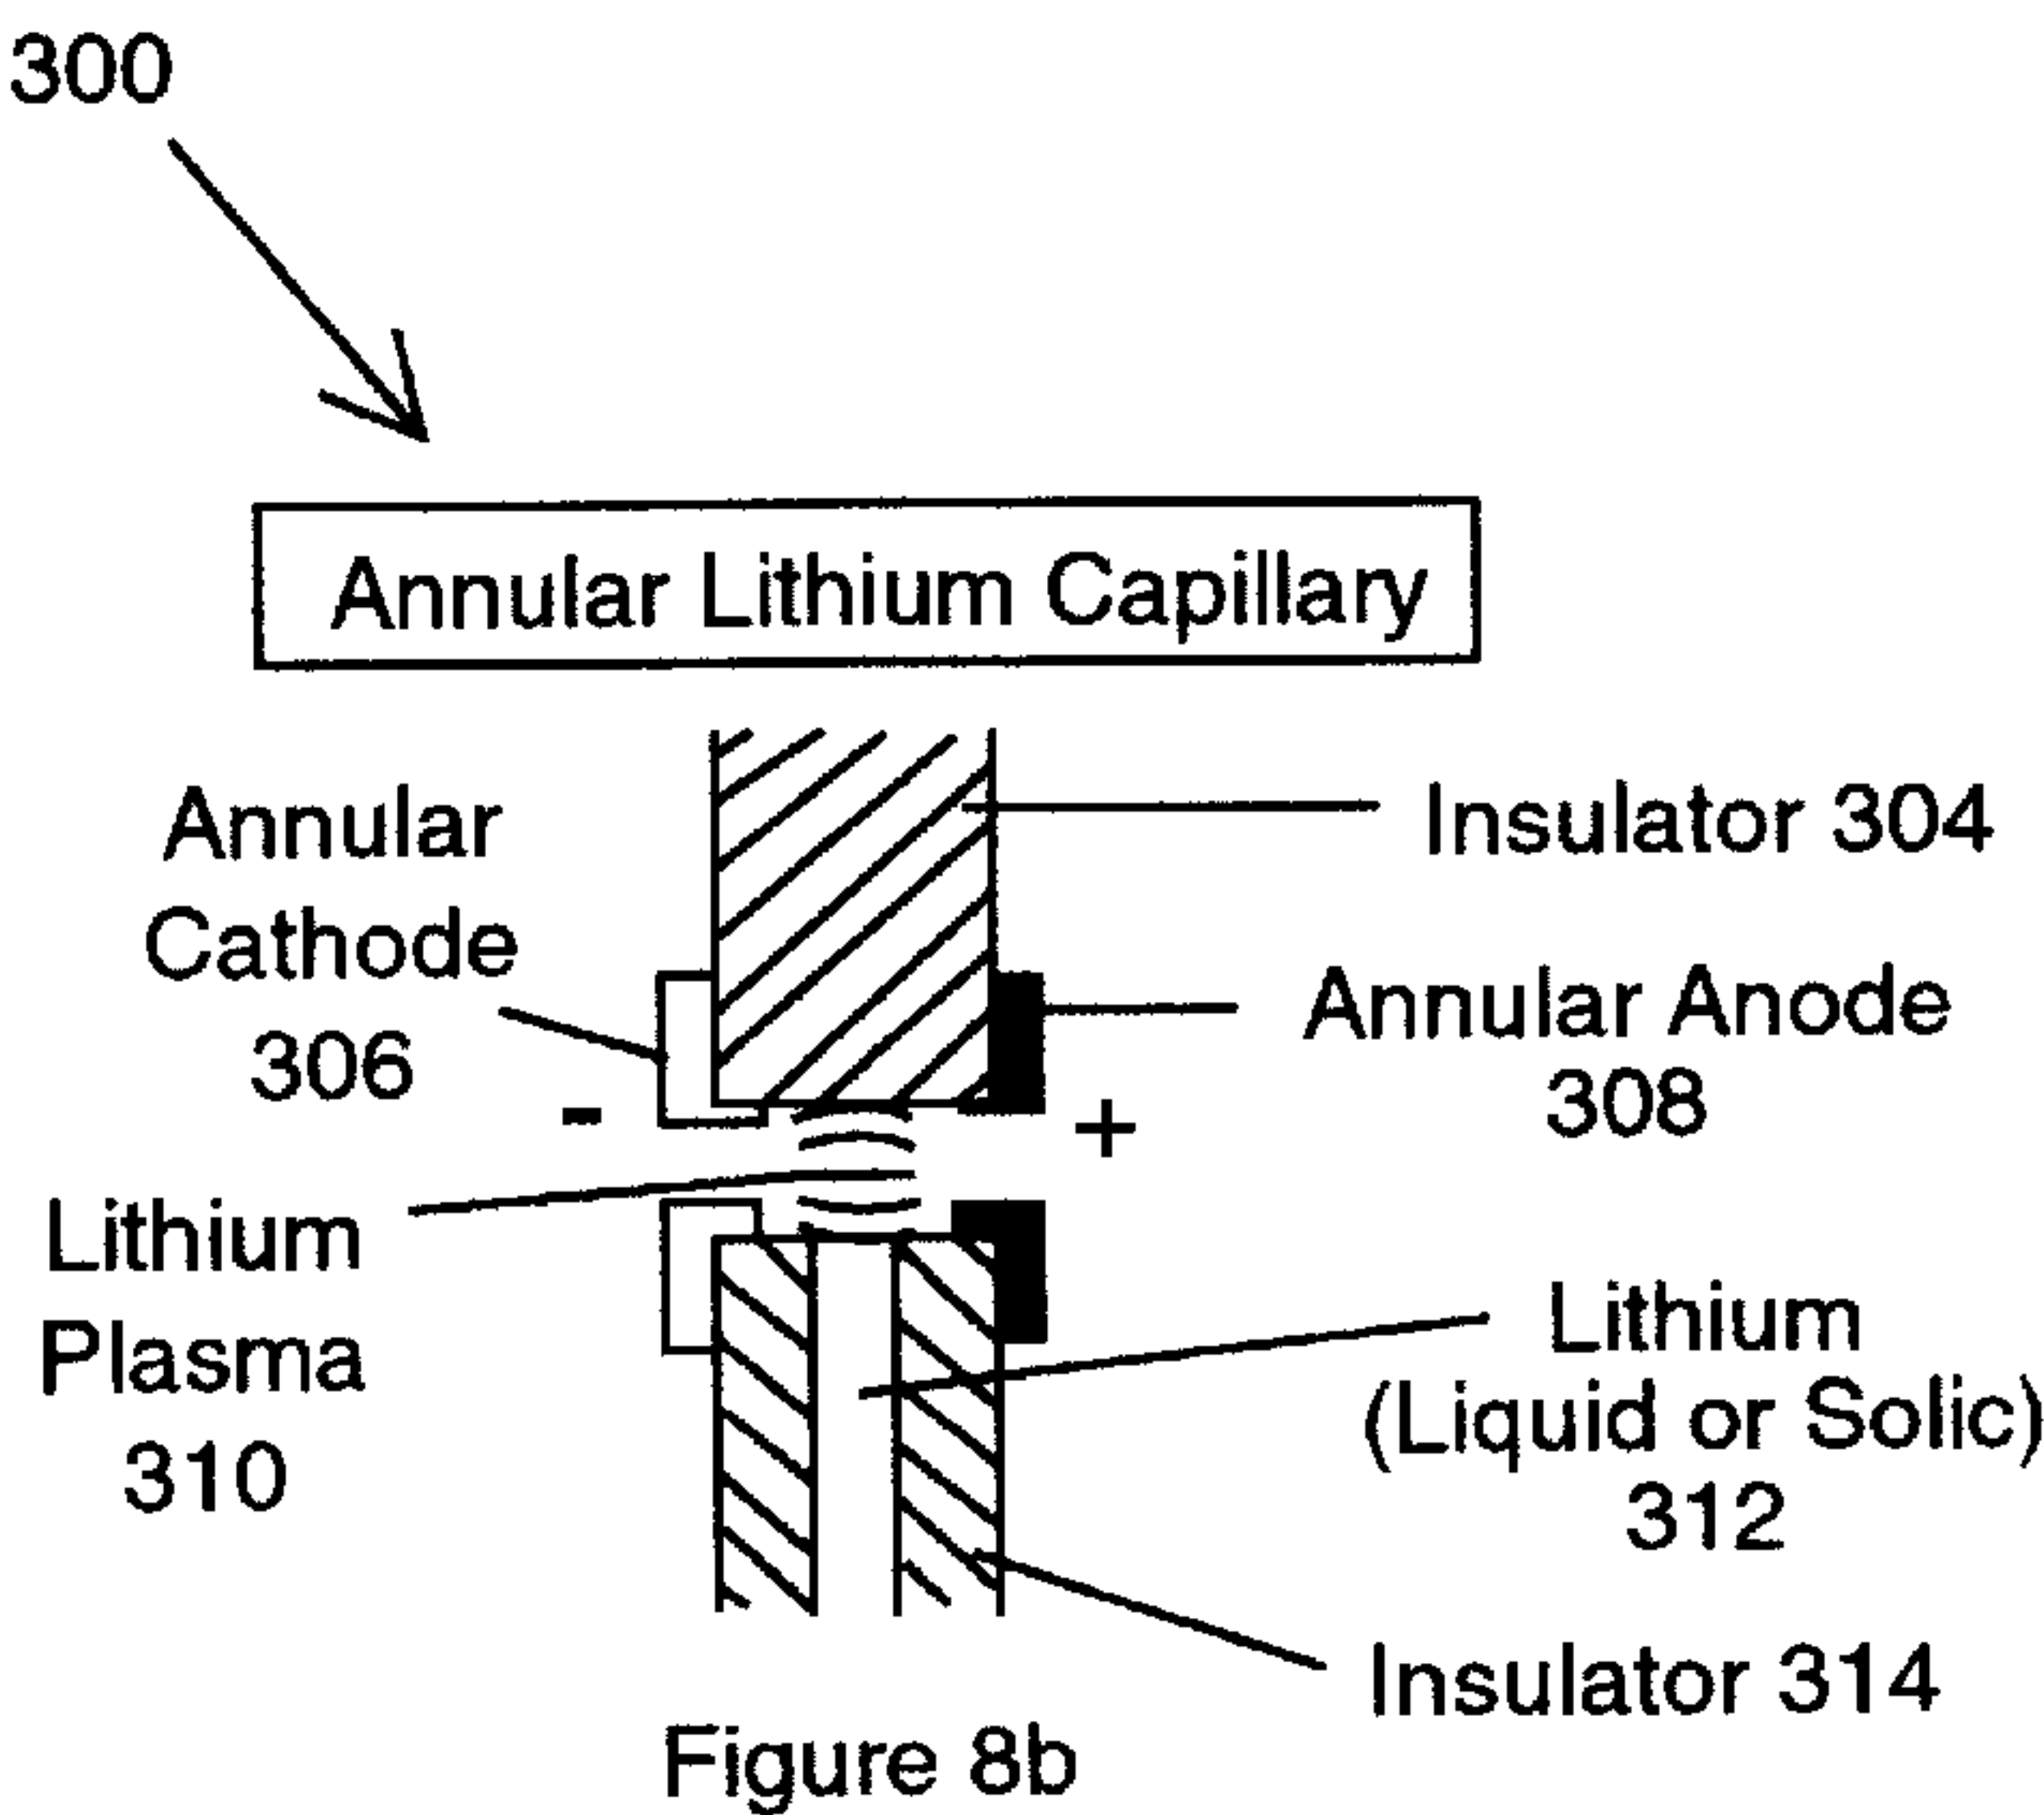 300
Annular Lithium Capillary
Annular
Cathode
306
Insulator 304
Annular Anode
308
-
+
Lithium
Plasma
310
Lithium
(Liquid or Solic)
312
Insulator 314
Figure 8b